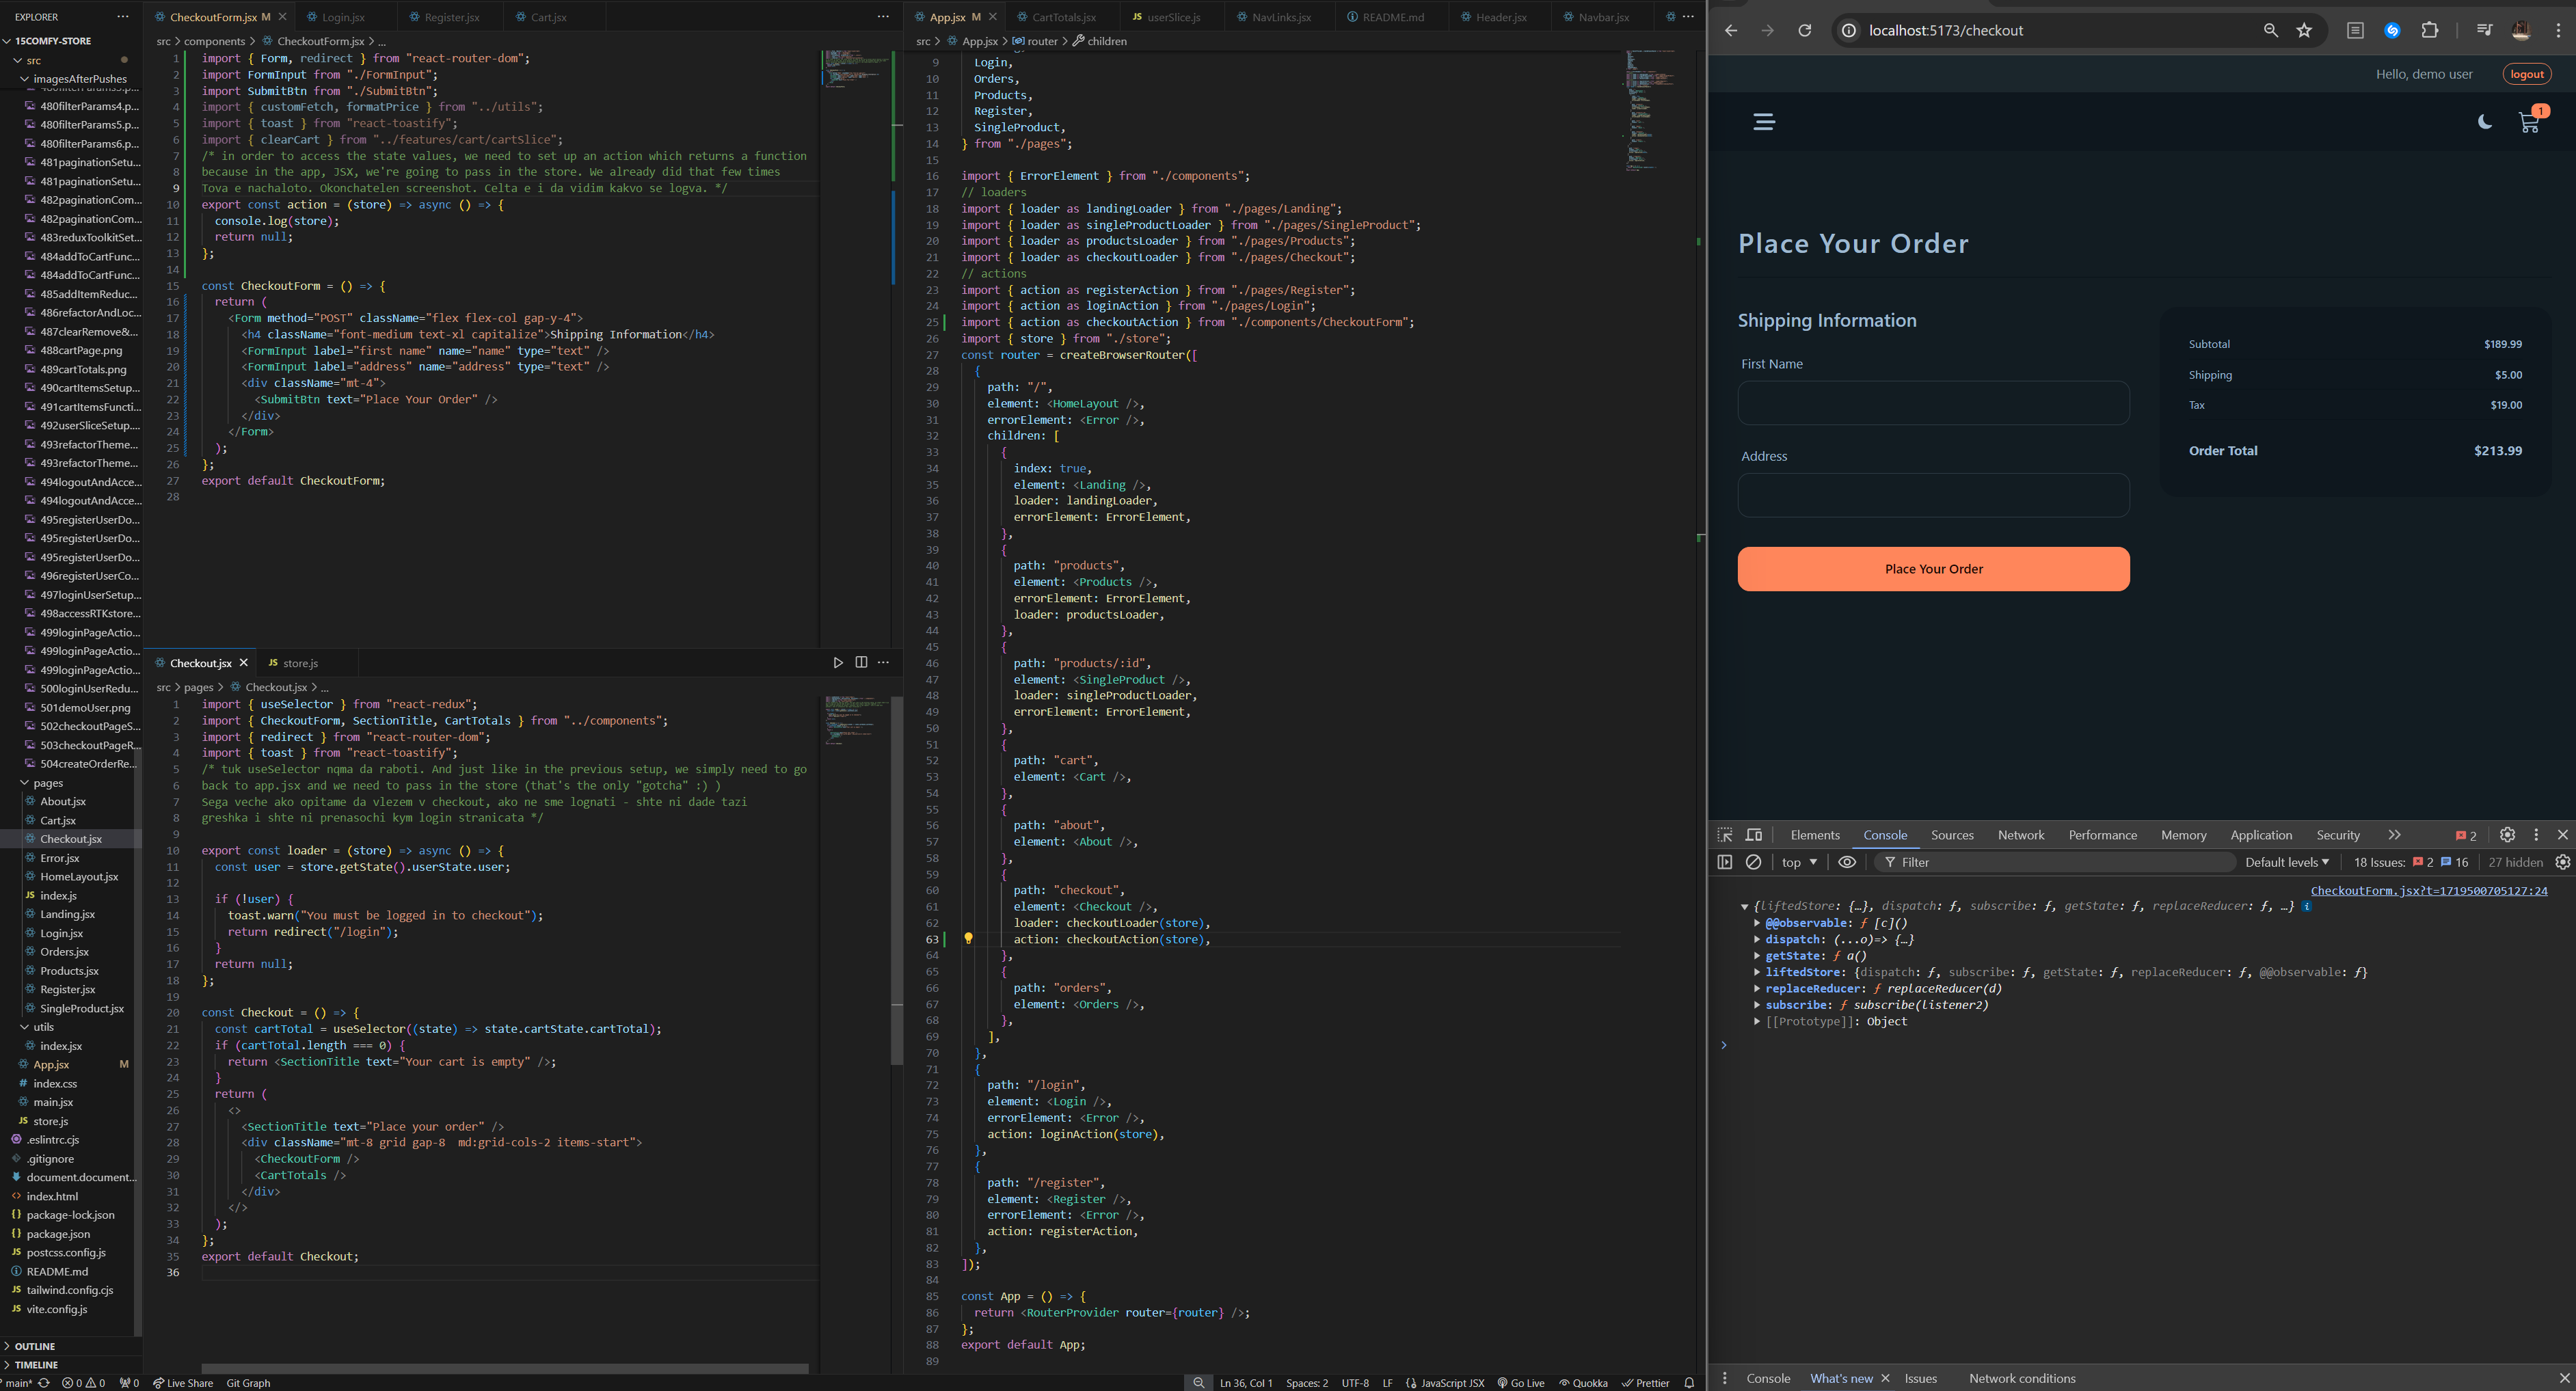 EXPLORER
15COMFY-STORE
src
imagesAfterPushes
480filterParams4.p...
480filterParams5.p...
480filterParams6.p...
481paginationSetu...
481paginationSetu...
482paginationCom...
482paginationCom...
483reduxToolkitSet...
484addToCartFunc...
484addToCartFunc...
485addItemReduc...
486refactorAndLoc...
487clearRemove&...
488cartPage.png
489cartTotals.png
490cartItemsSetup...
491cartItemsFuncti...
492userSliceSetup....
493refactorTheme...
493refactorTheme...
494logoutAndAcce...
494logoutAndAcce...
495registerUserDo...
495registerUserDo...
495registerUserDo...
496registerUserCo...
497loginUserSetup...
498accessRTKstore...
499loginPageActio...
499loginPageActio...
499loginPageActio...
500loginUserRedu...
501demoUser.png
502checkoutPageS...
503checkoutPageR...
504createOrderRe...
pages
About.jsx
Cart.jsx
Checkout.jsx
Error.jsx
HomeLayout.jsx
index.js
Landing.jsx
Login.jsx
Orders.jsx
Products.jsx
Register.jsx
SingleProduct.jsx
utils
index.jsx
App.jsx M
index.css
main.jsx
store.js
.eslintrc.cjs
.gitignore
document.document...
index.html
package-lock.json
package.json
postcss.config.js
README.md
tailwind.config.cjs
vite.config.js
OUTLINE
TIMELINE
CheckoutForm.jsx M Login.jsx Register.jsx Cart.jsx
src > components > CheckoutForm.jsx > ...
1 import { Form, redirect } from "react-router-dom";
2 import FormInput from "./FormInput";
3 import SubmitBtn from "./SubmitBtn";
4 import { customFetch, formatPrice } from "../utils";
5 import { toast } from "react-toastify";
6 import { clearCart } from "../features/cart/cartSlice";
7 /* in order to access the state values, we need to set up an action which returns a function
8 because in the app, JSX, we're going to pass in the store. We already did that few times
9 Tova e nachaloto. Okonchatelen screenshot. Celta e i da vidim kakvo se logva. */
10 export const action = (store) => async () => {
11 console.log(store);
12 return null;
13 };
14
15 const CheckoutForm = () => {
16 return (
17 <Form method="POST" className="flex flex-col gap-y-4">
18 <h4 className="font-medium text-xl capitalize">Shipping Information</h4>
19 <FormInput label="first name" name="name" type="text" />
20 <FormInput label="address" name="address" type="text" />
21 <div className="mt-4">
22 <SubmitBtn text="Place Your Order" />
23 </div>
24 </Form>
25 );
26 };
27 export default CheckoutForm;
28
Checkout.jsx JS store.js
src > pages > Checkout.jsx > ...
1 import { useSelector } from "react-redux";
2 import { CheckoutForm, SectionTitle, CartTotals } from "../components";
3 import { redirect } from "react-router-dom";
4 import { toast } from "react-toastify";
5 /* tuk useSelector nqma da raboti. And just like in the previous setup, we simply need to go
6 back to app.jsx and we need to pass in the store (that's the only "gotcha" :) )
7 Sega veche ako opitame da vlezem v checkout, ako ne sme lognati - shte ni dade tazi
8 greshka i shte ni prenasochi kym login stranicata */
9
10 export const loader = (store) => async () => {
11 const user = store.getState().userState.user;
12
13 if (!user) {
14 toast.warn("You must be logged in to checkout");
15 return redirect("/login");
16 }
17 return null;
18 };
19
20 const Checkout = () => {
21 const cartTotal = useSelector((state) => state.cartState.cartTotal);
22 if (cartTotal.length === 0) {
23 return <SectionTitle text="Your cart is empty" />;
24 }
25 return (
26 <>
27 <SectionTitle text="Place your order" />
28 <div className="mt-8 grid gap-8  md:grid-cols-2 items-start">
29 <CheckoutForm />
30 <CartTotals />
31 </div>
32 </>
33 );
34 };
35 export default Checkout;
36
App.jsx M CartTotals.jsx JS userSlice.js NavLinks.jsx README.md Header.jsx Navbar.jsx
src > App.jsx > router > children
9 Login,
10 Orders,
11 Products,
12 Register,
13 SingleProduct,
14 } from "./pages";
15
16 import { ErrorElement } from "./components";
17 // loaders
18 import { loader as landingLoader } from "./pages/Landing";
19 import { loader as singleProductLoader } from "./pages/SingleProduct";
20 import { loader as productsLoader } from "./pages/Products";
21 import { loader as checkoutLoader } from "./pages/Checkout";
22 // actions
23 import { action as registerAction } from "./pages/Register";
24 import { action as loginAction } from "./pages/Login";
25 import { action as checkoutAction } from "./components/CheckoutForm";
26 import { store } from "./store";
27 const router = createBrowserRouter([
28 {
29 path: "/",
30 element: <HomeLayout />,
31 errorElement: <Error />,
32 children: [
33 {
34 index: true,
35 element: <Landing />,
36 loader: landingLoader,
37 errorElement: ErrorElement,
38 },
39 {
40 path: "products",
41 element: <Products />,
42 errorElement: ErrorElement,
43 loader: productsLoader,
44 },
45 {
46 path: "products/:id",
47 element: <SingleProduct />,
48 loader: singleProductLoader,
49 errorElement: ErrorElement,
50 },
51 {
52 path: "cart",
53 element: <Cart />,
54 },
55 {
56 path: "about",
57 element: <About />,
58 },
59 {
60 path: "checkout",
61 element: <Checkout />,
62 loader: checkoutLoader(store),
63 action: checkoutAction(store),
64 },
65 {
66 path: "orders",
67 element: <Orders />,
68 },
69 ],
70 },
71 {
72 path: "/login",
73 element: <Login />,
74 errorElement: <Error />,
75 action: loginAction(store),
76 },
77 {
78 path: "/register",
79 element: <Register />,
80 errorElement: <Error />,
81 action: registerAction,
82 },
83 ]);
84
85 const App = () => {
86 return <RouterProvider router={router} />;
87 };
88 export default App;
89
main* 0 0 0 Live Share Git Graph Ln 36, Col 1 Spaces: 2 UTF-8 LF JavaScript JSX Go Live Quokka Prettier
localhost:5173/checkout
Hello, demo user logout
1
Place Your Order
Shipping Information
First Name
Address
Place Your Order
Subtotal $189.99
Shipping $5.00
Tax $19.00
Order Total $213.99
Elements Console Sources Network Performance Memory Application Security 2
top Filter Default levels 18 Issues: 2 16 27 hidden
CheckoutForm.jsx?t=1719500705127:24
{liftedStore: {…}, dispatch: ƒ, subscribe: ƒ, getState: ƒ, replaceReducer: ƒ, …}
@@observable: ƒ [c]()
dispatch: (...o)=> {…}
getState: ƒ a()
liftedStore: {dispatch: ƒ, subscribe: ƒ, getState: ƒ, replaceReducer: ƒ, @@observable: ƒ}
replaceReducer: ƒ replaceReducer(d)
subscribe: ƒ subscribe(listener2)
[[Prototype]]: Object
Console What's new Issues Network conditions